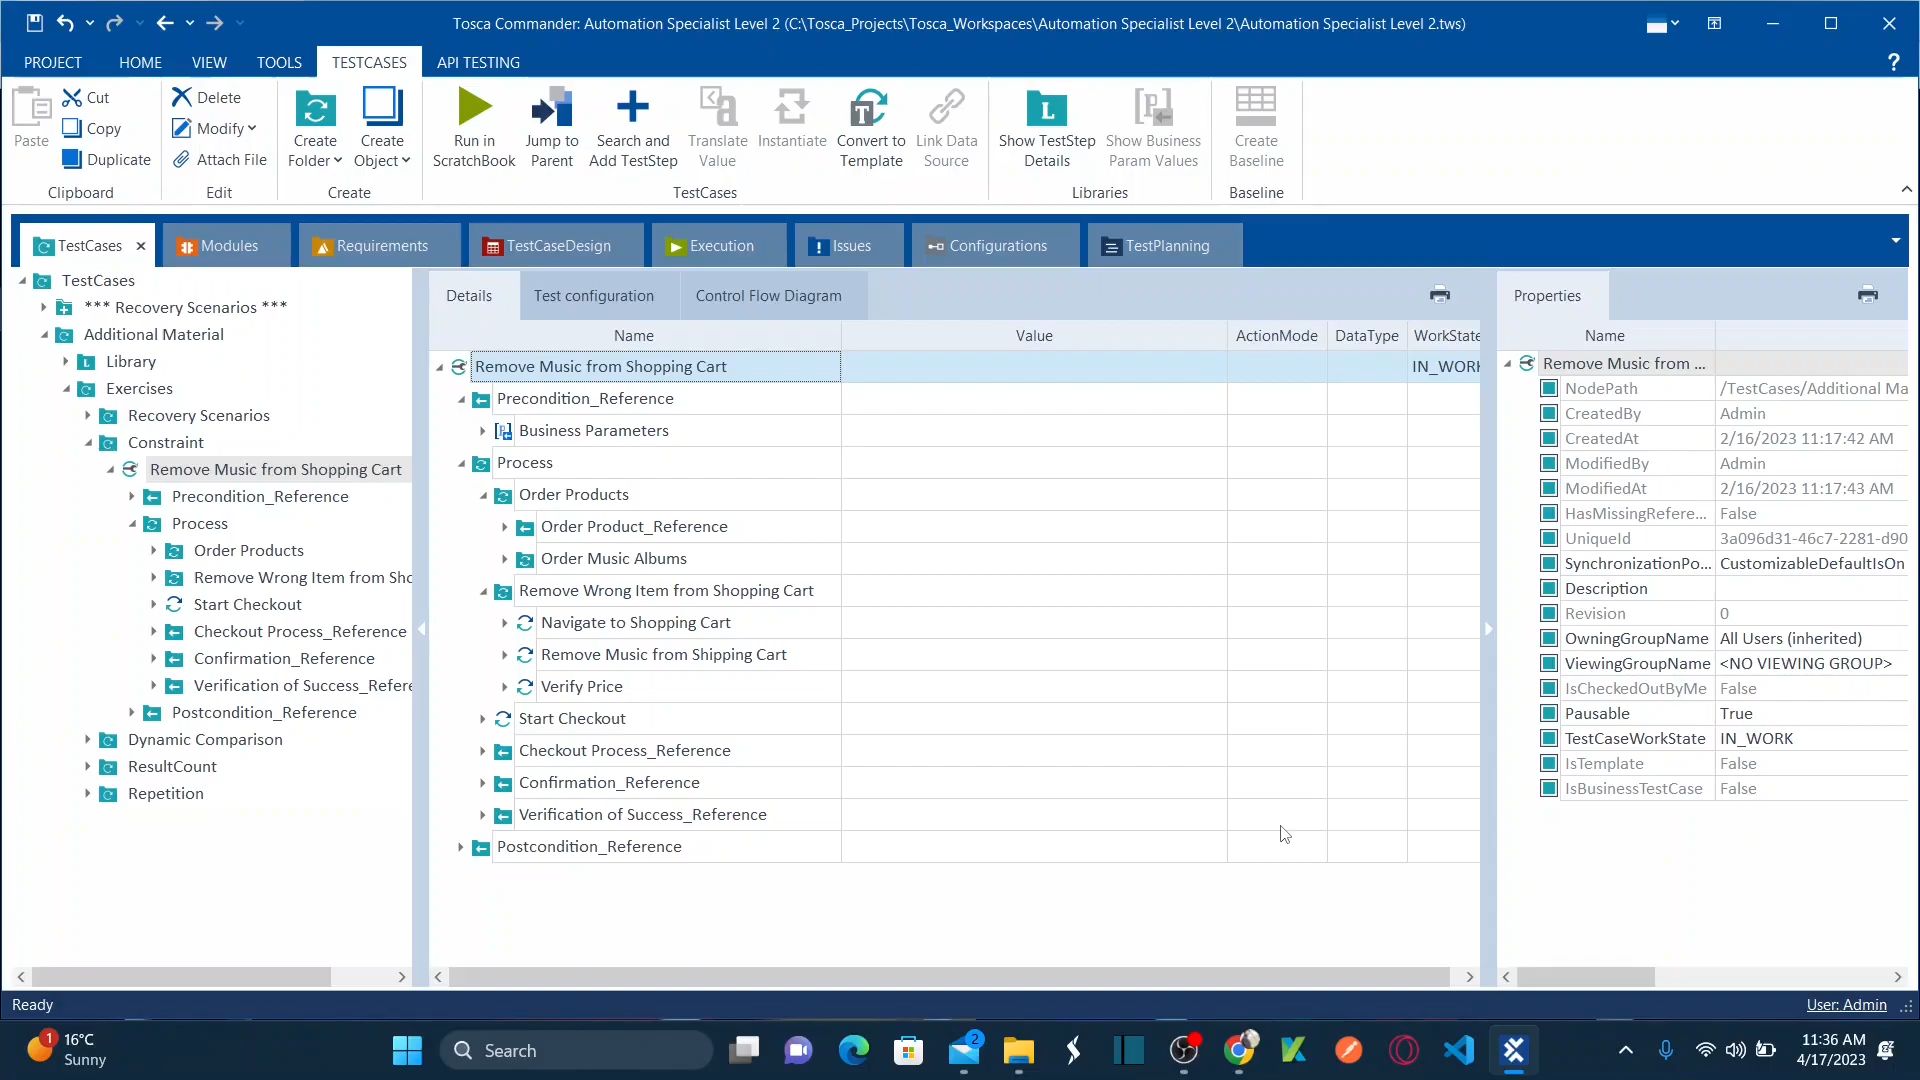 Tosca Commander: Automation Specialist Level 2 (C:\Tosca_Projects\Tosca_Workspaces\Automation Specialist Level 2\Automation Specialist Level 2.tws)
PROJECT HOME VIEW TOOLS TESTCASES API TESTING ?
Paste
Cut
Copy
Duplicate
Clipboard
Delete
Modify
Attach File
Edit
Create Folder
Create Object
Create
Run in ScratchBook
Jump to Parent
Search and Add TestStep
Translate Value
Instantiate
Convert to Template
Link Data Source
TestCases
Show TestStep Details
Show Business Param Values
Libraries
Create Baseline
Baseline
TestCases Modules Requirements TestCaseDesign Execution Issues Configurations TestPlanning
TestCases
*** Recovery Scenarios ***
Additional Material
Library
Exercises
Recovery Scenarios
Constraint
Remove Music from Shopping Cart
Precondition_Reference
Process
Order Products
Remove Wrong Item from Sho
Start Checkout
Checkout Process_Reference
Confirmation_Reference
Verification of Success_Refere
Postcondition_Reference
Dynamic Comparison
ResultCount
Repetition
Details Test configuration Control Flow Diagram
Name Value ActionMode DataType WorkState
Remove Music from Shopping Cart IN_WORK
Precondition_Reference
Business Parameters
Process
Order Products
Order Product_Reference
Order Music Albums
Remove Wrong Item from Shopping Cart
Navigate to Shopping Cart
Remove Music from Shipping Cart
Verify Price
Start Checkout
Checkout Process_Reference
Confirmation_Reference
Verification of Success_Reference
Postcondition_Reference
Properties
Name
Remove Music from ...
NodePath /TestCases/Additional Ma
CreatedBy Admin
CreatedAt 2/16/2023 11:17:42 AM
ModifiedBy Admin
ModifiedAt 2/16/2023 11:17:43 AM
HasMissingRefere... False
UniqueId 3a096d31-46c7-2281-d90
SynchronizationPo... CustomizableDefaultIsOn
Description
Revision 0
OwningGroupName All Users (inherited)
ViewingGroupName <NO VIEWING GROUP>
IsCheckedOutByMe False
Pausable True
TestCaseWorkState IN_WORK
IsTemplate False
IsBusinessTestCase False
Ready User: Admin
1
16°C
Sunny
Search
2
11:36 AM
4/17/2023